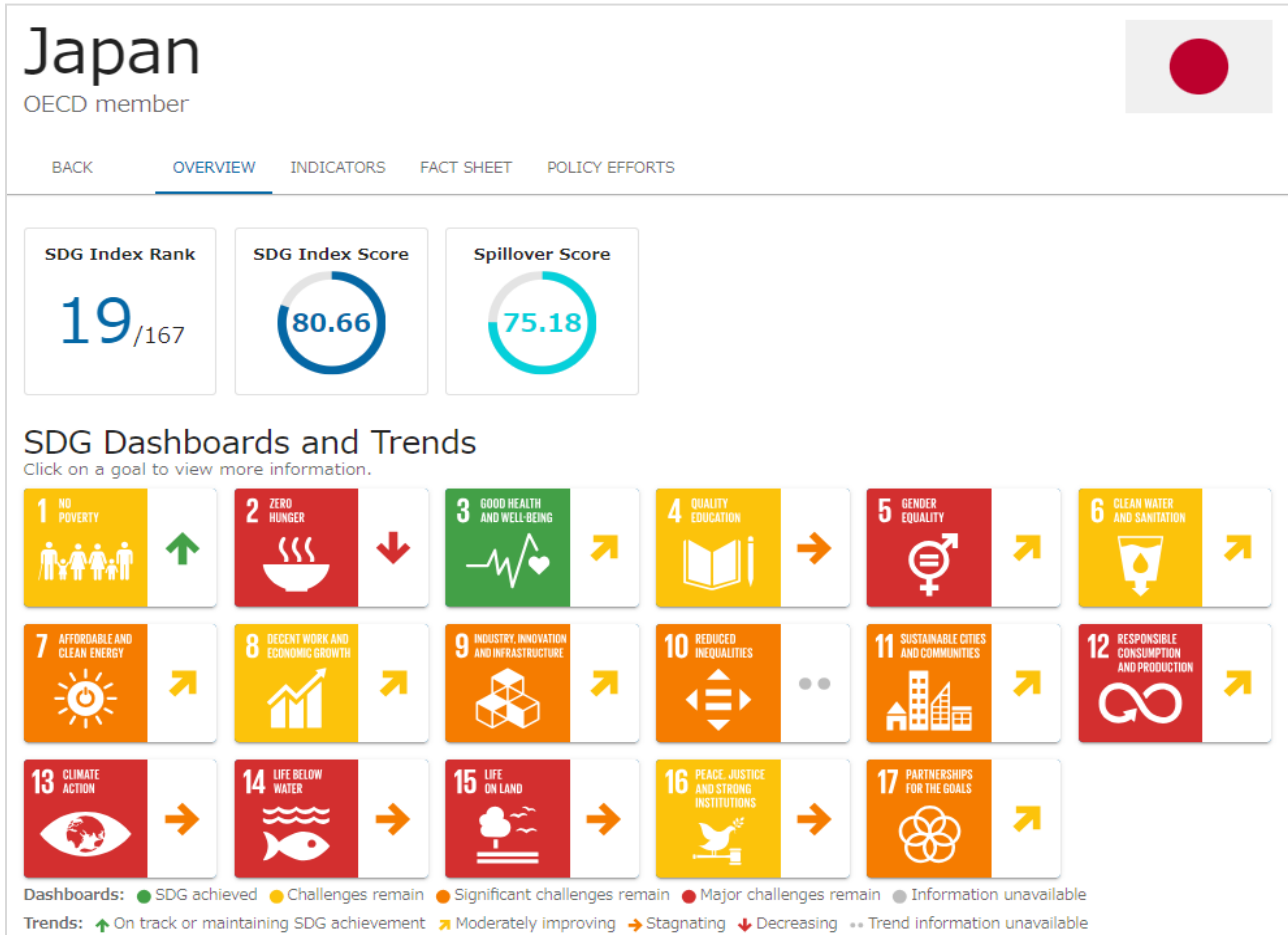 Japan
OECD member
BACK OVERVIEW INDICATORS FACT SHEET POLICY EFFORTS
SDG Index Rank
19/167
SDG Index Score
80.66
Spillover Score
75.18
SDG Dashboards and Trends
Click on a goal to view more information.
1 NO
POVERTY
2 ZERO
HUNGER
3 GOOD HEALTH
AND WELL-BEING
4 QUALITY
EDUCATION
5 GENDER
EQUALITY
6 CLEAN WATER
AND SANITATION
7 AFFORDABLE AND
CLEAN ENERGY
8 DECENT WORK AND
ECONOMIC GROWTH
9 INDUSTRY, INNOVATION
AND INFRASTRUCTURE
10 REDUCED
INEQUALITIES
11 SUSTAINABLE CITIES
AND COMMUNITIES
12 RESPONSIBLE
CONSUMPTION
AND PRODUCTION
13 CLIMATE
ACTION
14 LIFE BELOW
WATER
15 LIFE
ON LAND
16 PEACE, JUSTICE
AND STRONG
INSTITUTIONS
17 PARTNERSHIPS
FOR THE GOALS
Dashboards: SDG achieved Challenges remain Significant challenges remain Major challenges remain Information unavailable
Trends: On track or maintaining SDG achievement Moderately improving Stagnating Decreasing Trend information unavailable